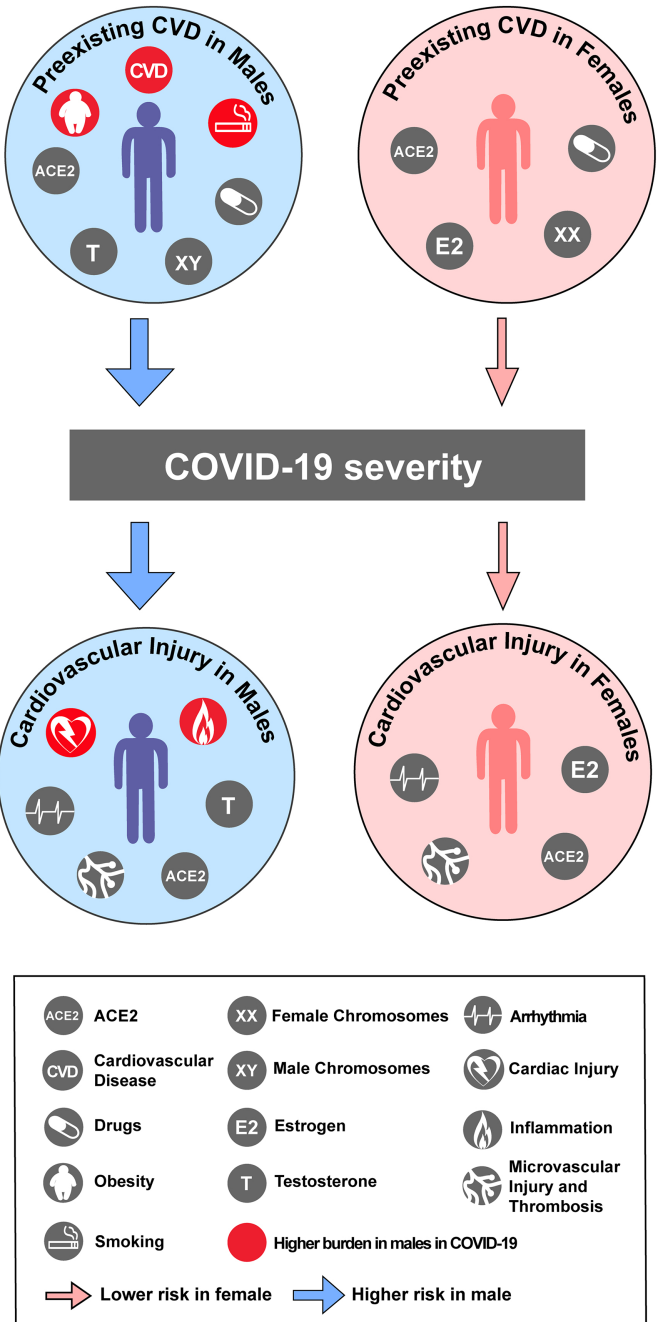 Preexisting CVD in Males
CVD
ACE2
T
XY
Preexisting CVD in Females
ACE2
E2
XX
COVID-19 severity
Cardiovascular Injury in Males
T
ACE2
Cardiovascular Injury in Females
E2
ACE2
ACE2 ACE2
CVD Cardiovascular
Disease
Drugs
Obesity
Smoking
XX Female Chromosomes
XY Male Chromosomes
E2 Estrogen
T Testosterone
Higher burden in males in COVID-19
Arrhythmia
Cardiac Injury
Inflammation
Microvascular
Injury and
Thrombosis
Lower risk in female
Higher risk in male